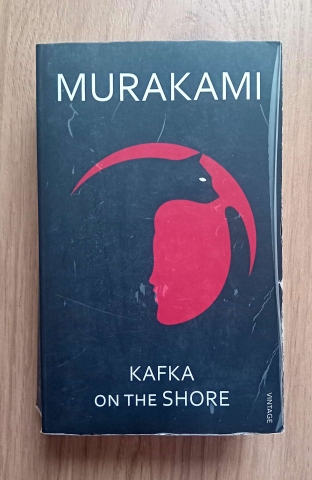 MURAKAMI
KAFKA
ON THE SHORE
VINTAGE